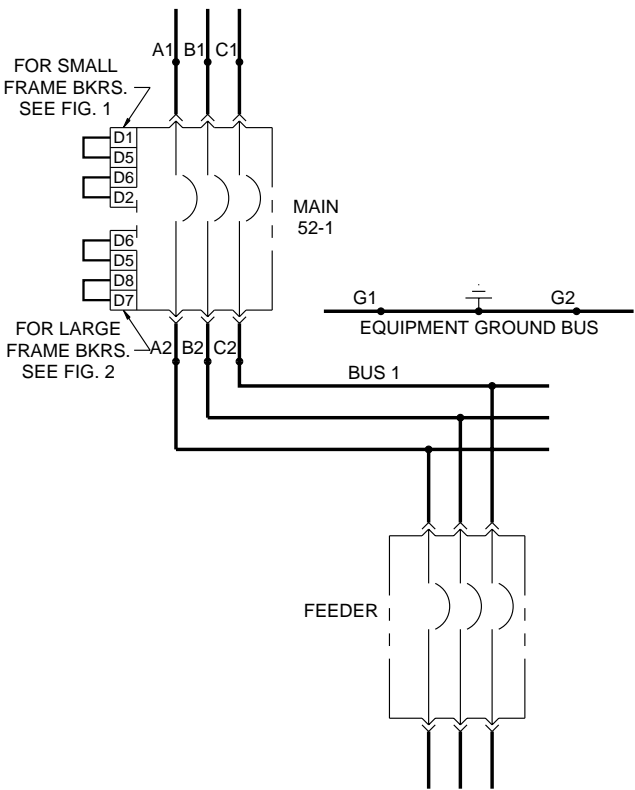 A1 B1 C1
FOR SMALL
FRAME BKRS.
SEE FIG. 1
D1
D5
D6
D2
MAIN
52-1
D6
D5
D8
D7
G1 G2
EQUIPMENT GROUND BUS
FOR LARGE
FRAME BKRS.
SEE FIG. 2
A2 B2 C2
BUS 1
FEEDER